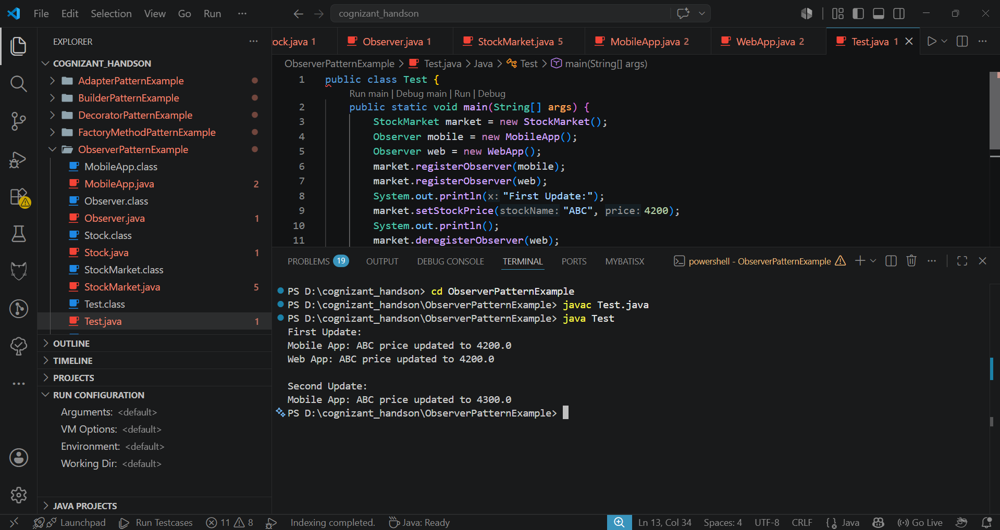 File Edit Selection View Go Run ···
cognizant_handson
EXPLORER
COGNIZANT_HANDSON
AdapterPatternExample
BuilderPatternExample
DecoratorPatternExample
FactoryMethodPatternExample
ObserverPatternExample
MobileApp.class
MobileApp.java 2
Observer.class
Observer.java 1
Stock.class
Stock.java 1
StockMarket.class
StockMarket.java 5
Test.class
Test.java 1
OUTLINE
TIMELINE
PROJECTS
RUN CONFIGURATION
Arguments: <default>
VM Options: <default>
Environment: <default>
Working Dir: <default>
JAVA PROJECTS
ock.java 1 Observer.java 1 StockMarket.java 5 MobileApp.java 2 WebApp.java 2 Test.java 1
ObserverPatternExample > Test.java > Java > Test > main(String[] args)
1 public class Test {
Run main | Debug main | Run | Debug
2 public static void main(String[] args) {
3 StockMarket market = new StockMarket();
4 Observer mobile = new MobileApp();
5 Observer web = new WebApp();
6 market.registerObserver(mobile);
7 market.registerObserver(web);
8 System.out.println(x: "First Update:");
9 market.setStockPrice(stockName: "ABC", price: 4200);
10 System.out.println();
11 market.deregisterObserver(web);
PROBLEMS 19 OUTPUT DEBUG CONSOLE TERMINAL PORTS MYBATISX powershell - ObserverPatternExample
PS D:\cognizant_handson> cd ObserverPatternExample
PS D:\cognizant_handson\ObserverPatternExample> javac Test.java
PS D:\cognizant_handson\ObserverPatternExample> java Test
First Update:
Mobile App: ABC price updated to 4200.0
Web App: ABC price updated to 4200.0
Second Update:
Mobile App: ABC price updated to 4300.0
PS D:\cognizant_handson\ObserverPatternExample>
Launchpad Run Testcases 11 8 Indexing completed. Java: Ready Ln 13, Col 34 Spaces: 4 UTF-8 CRLF Java Go Live